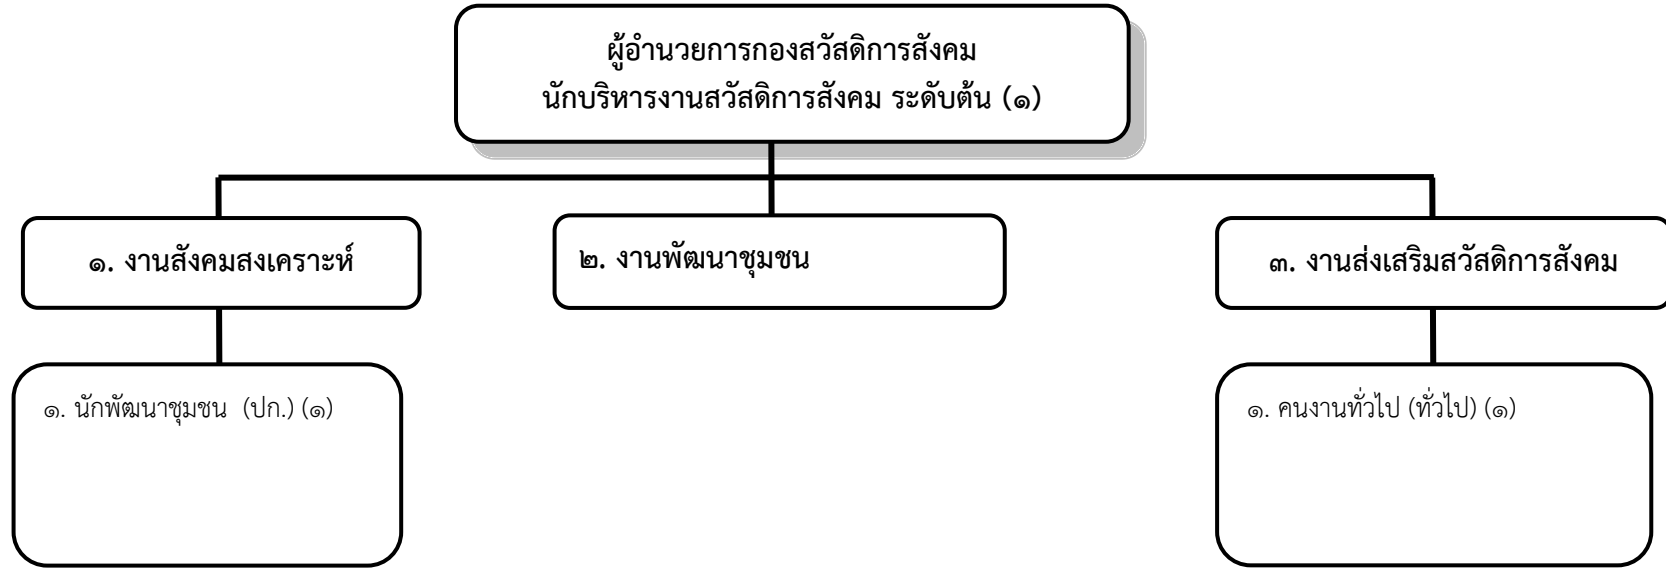 ผู้อำนวยการกองสวัสดิการสังคม
นักบริหารงานสวัสดิการสังคม ระดับต้น (๑)
๑. งานสังคมสงเคราะห์
๒. งานพัฒนาชุมชน
๓. งานส่งเสริมสวัสดิการสังคม
๑. นักพัฒนาชุมชน (ปก.) (๑)
๑. คนงานทั่วไป (ทั่วไป) (๑)